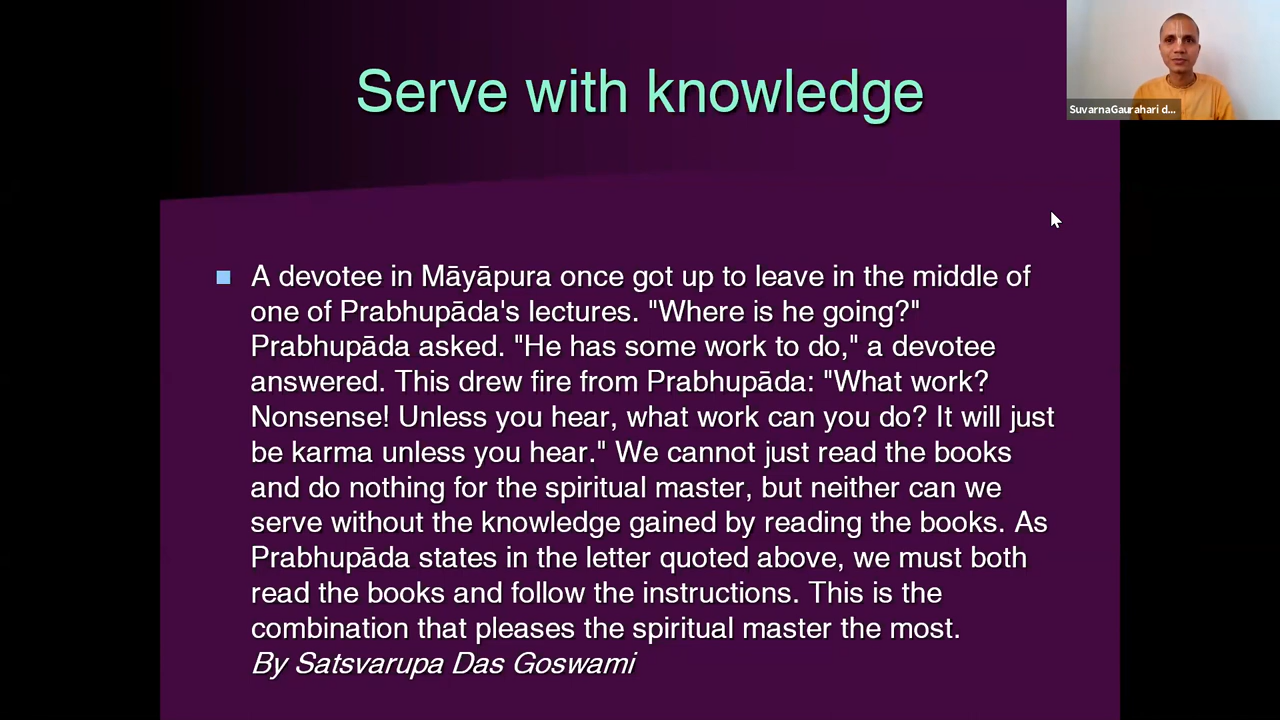 Serve with knowledge
SuvarnaGaurahari d...
A devotee in Māyāpura once got up to leave in the middle of
one of Prabhupāda's lectures. "Where is he going?"
Prabhupāda asked. "He has some work to do," a devotee
answered. This drew fire from Prabhupāda: "What work?
Nonsense! Unless you hear, what work can you do? It will just
be karma unless you hear." We cannot just read the books
and do nothing for the spiritual master, but neither can we
serve without the knowledge gained by reading the books. As
Prabhupāda states in the letter quoted above, we must both
read the books and follow the instructions. This is the
combination that pleases the spiritual master the most.
By Satsvarupa Das Goswami